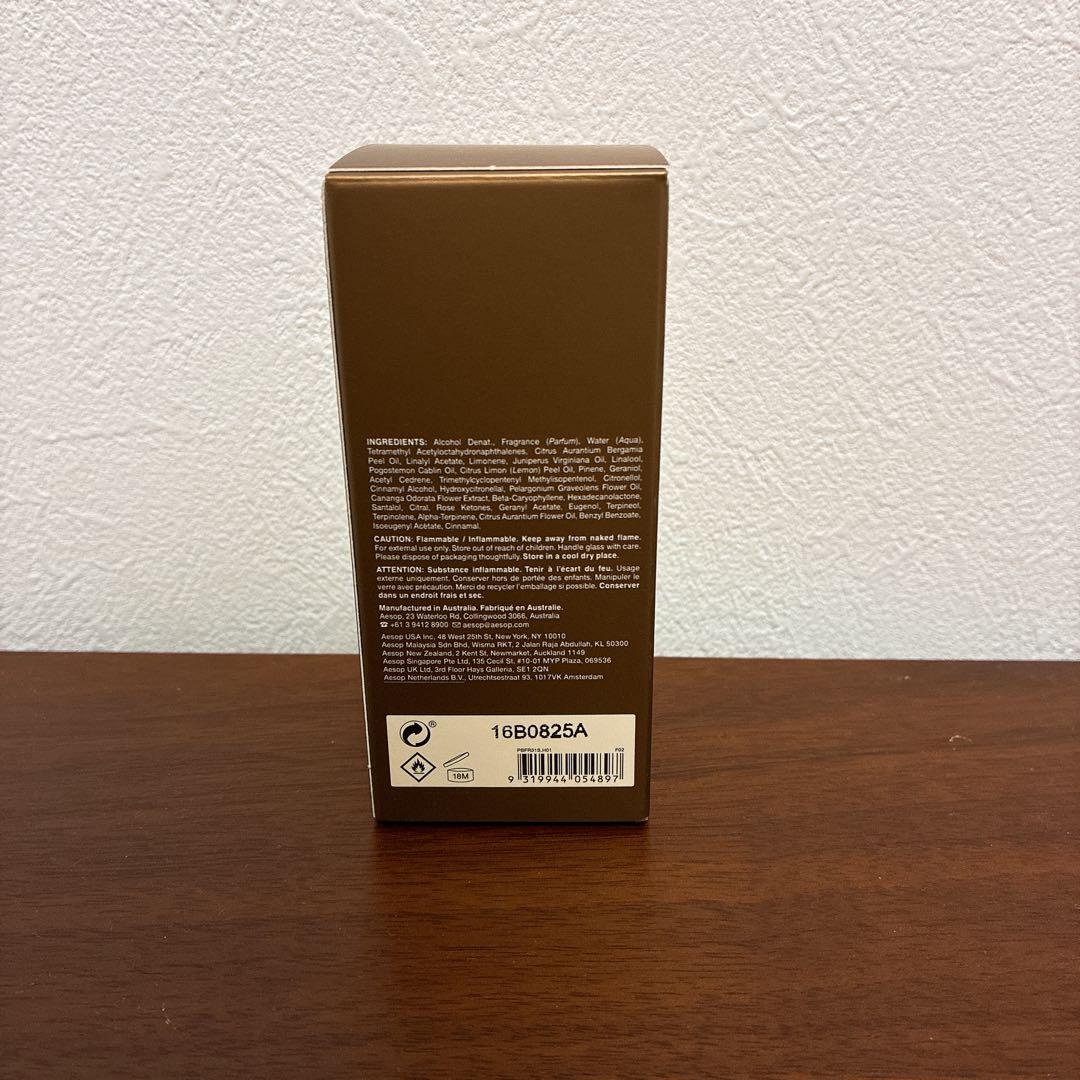 INGREDIENTS: Alcohol Denat., Fragrance (Parfum), Water (Aqua),
Tetramethyl Acetyloctahydronaphthalenes, Citrus Aurantium Bergamia
Peel Oil, Linalyl Acetate, Limonene, Juniperus Virginiana Oil, Linalool,
Pogostemon Cablin Oil, Citrus Limon (Lemon) Peel Oil, Pinene, Geraniol,
Acetyl Cedrene, Trimethylcyclopentenyl Methylisopentenol, Citronellol,
Cinnamyl Alcohol, Hydroxycitronellal, Pelargonium Graveolens Flower Oil,
Cananga Odorata Flower Extract, Beta-Caryophyllene, Hexadecanolactone,
Santalol, Citral, Rose Ketones, Geranyl Acetate, Eugenol, Terpineol,
Terpinolene, Alpha-Terpinene, Citrus Aurantium Flower Oil, Benzyl Benzoate,
Isoeugenyl Acetate, Cinnamal.
CAUTION: Flammable / Inflammable. Keep away from naked flame.
For external use only. Store out of reach of children. Handle glass with care.
Please dispose of packaging thoughtfully. Store in a cool dry place.
ATTENTION: Substance inflammable. Tenir à l'écart du feu. Usage
externe uniquement. Conserver hors de portée des enfants. Manipuler le
verre avec précaution. Merci de recycler l'emballage si possible. Conserver
dans un endroit frais et sec.
Manufactured in Australia. Fabriqué en Australie.
Aesop, 23 Waterloo Rd, Collingwood 3066, Australia
☎ +61 3 9412 8900 ✉ aesop@aesop.com
Aesop USA Inc, 48 West 25th St, New York, NY 10010
Aesop Malaysia Sdn Bhd, Wisma RKT, 2 Jalan Raja Abdullah, KL 50300
Aesop New Zealand, 2 Kent St, Newmarket, Auckland 1149
Aesop Singapore Pte Ltd, 135 Cecil St, #10-01 MYP Plaza, 069536
Aesop UK Ltd, 3rd Floor Hays Galleria, SE1 2QN
Aesop Netherlands B.V., Utrechtsestraat 93, 1017VK Amsterdam
® 16B0825A
PBFR31SLH01 F02
18M
9 319944 054897